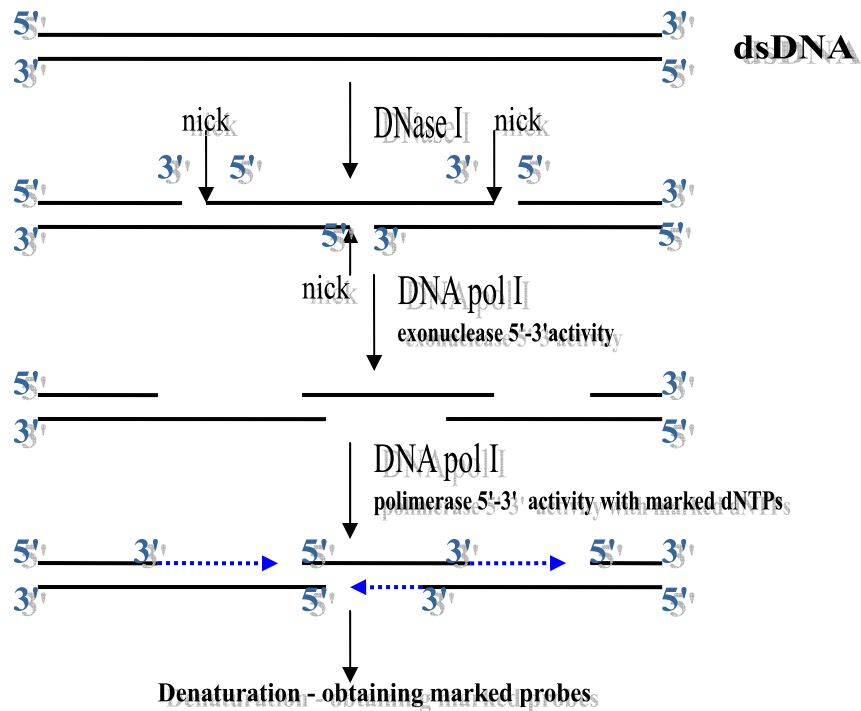 5' 3'
dsDNA
3' 5'
nick DNase I nick
3' 5' 3' 5'
5' 3'
3' 5' 3' 5'
nick DNA pol I
exonuclease 5'-3'activity
5' 3'
3' 5'
DNA pol I
polimerase 5'-3' activity with marked dNTPs
5' 3' 5' 3' 5' 3'
3' 5' 3' 5'
Denaturation - obtaining marked probes